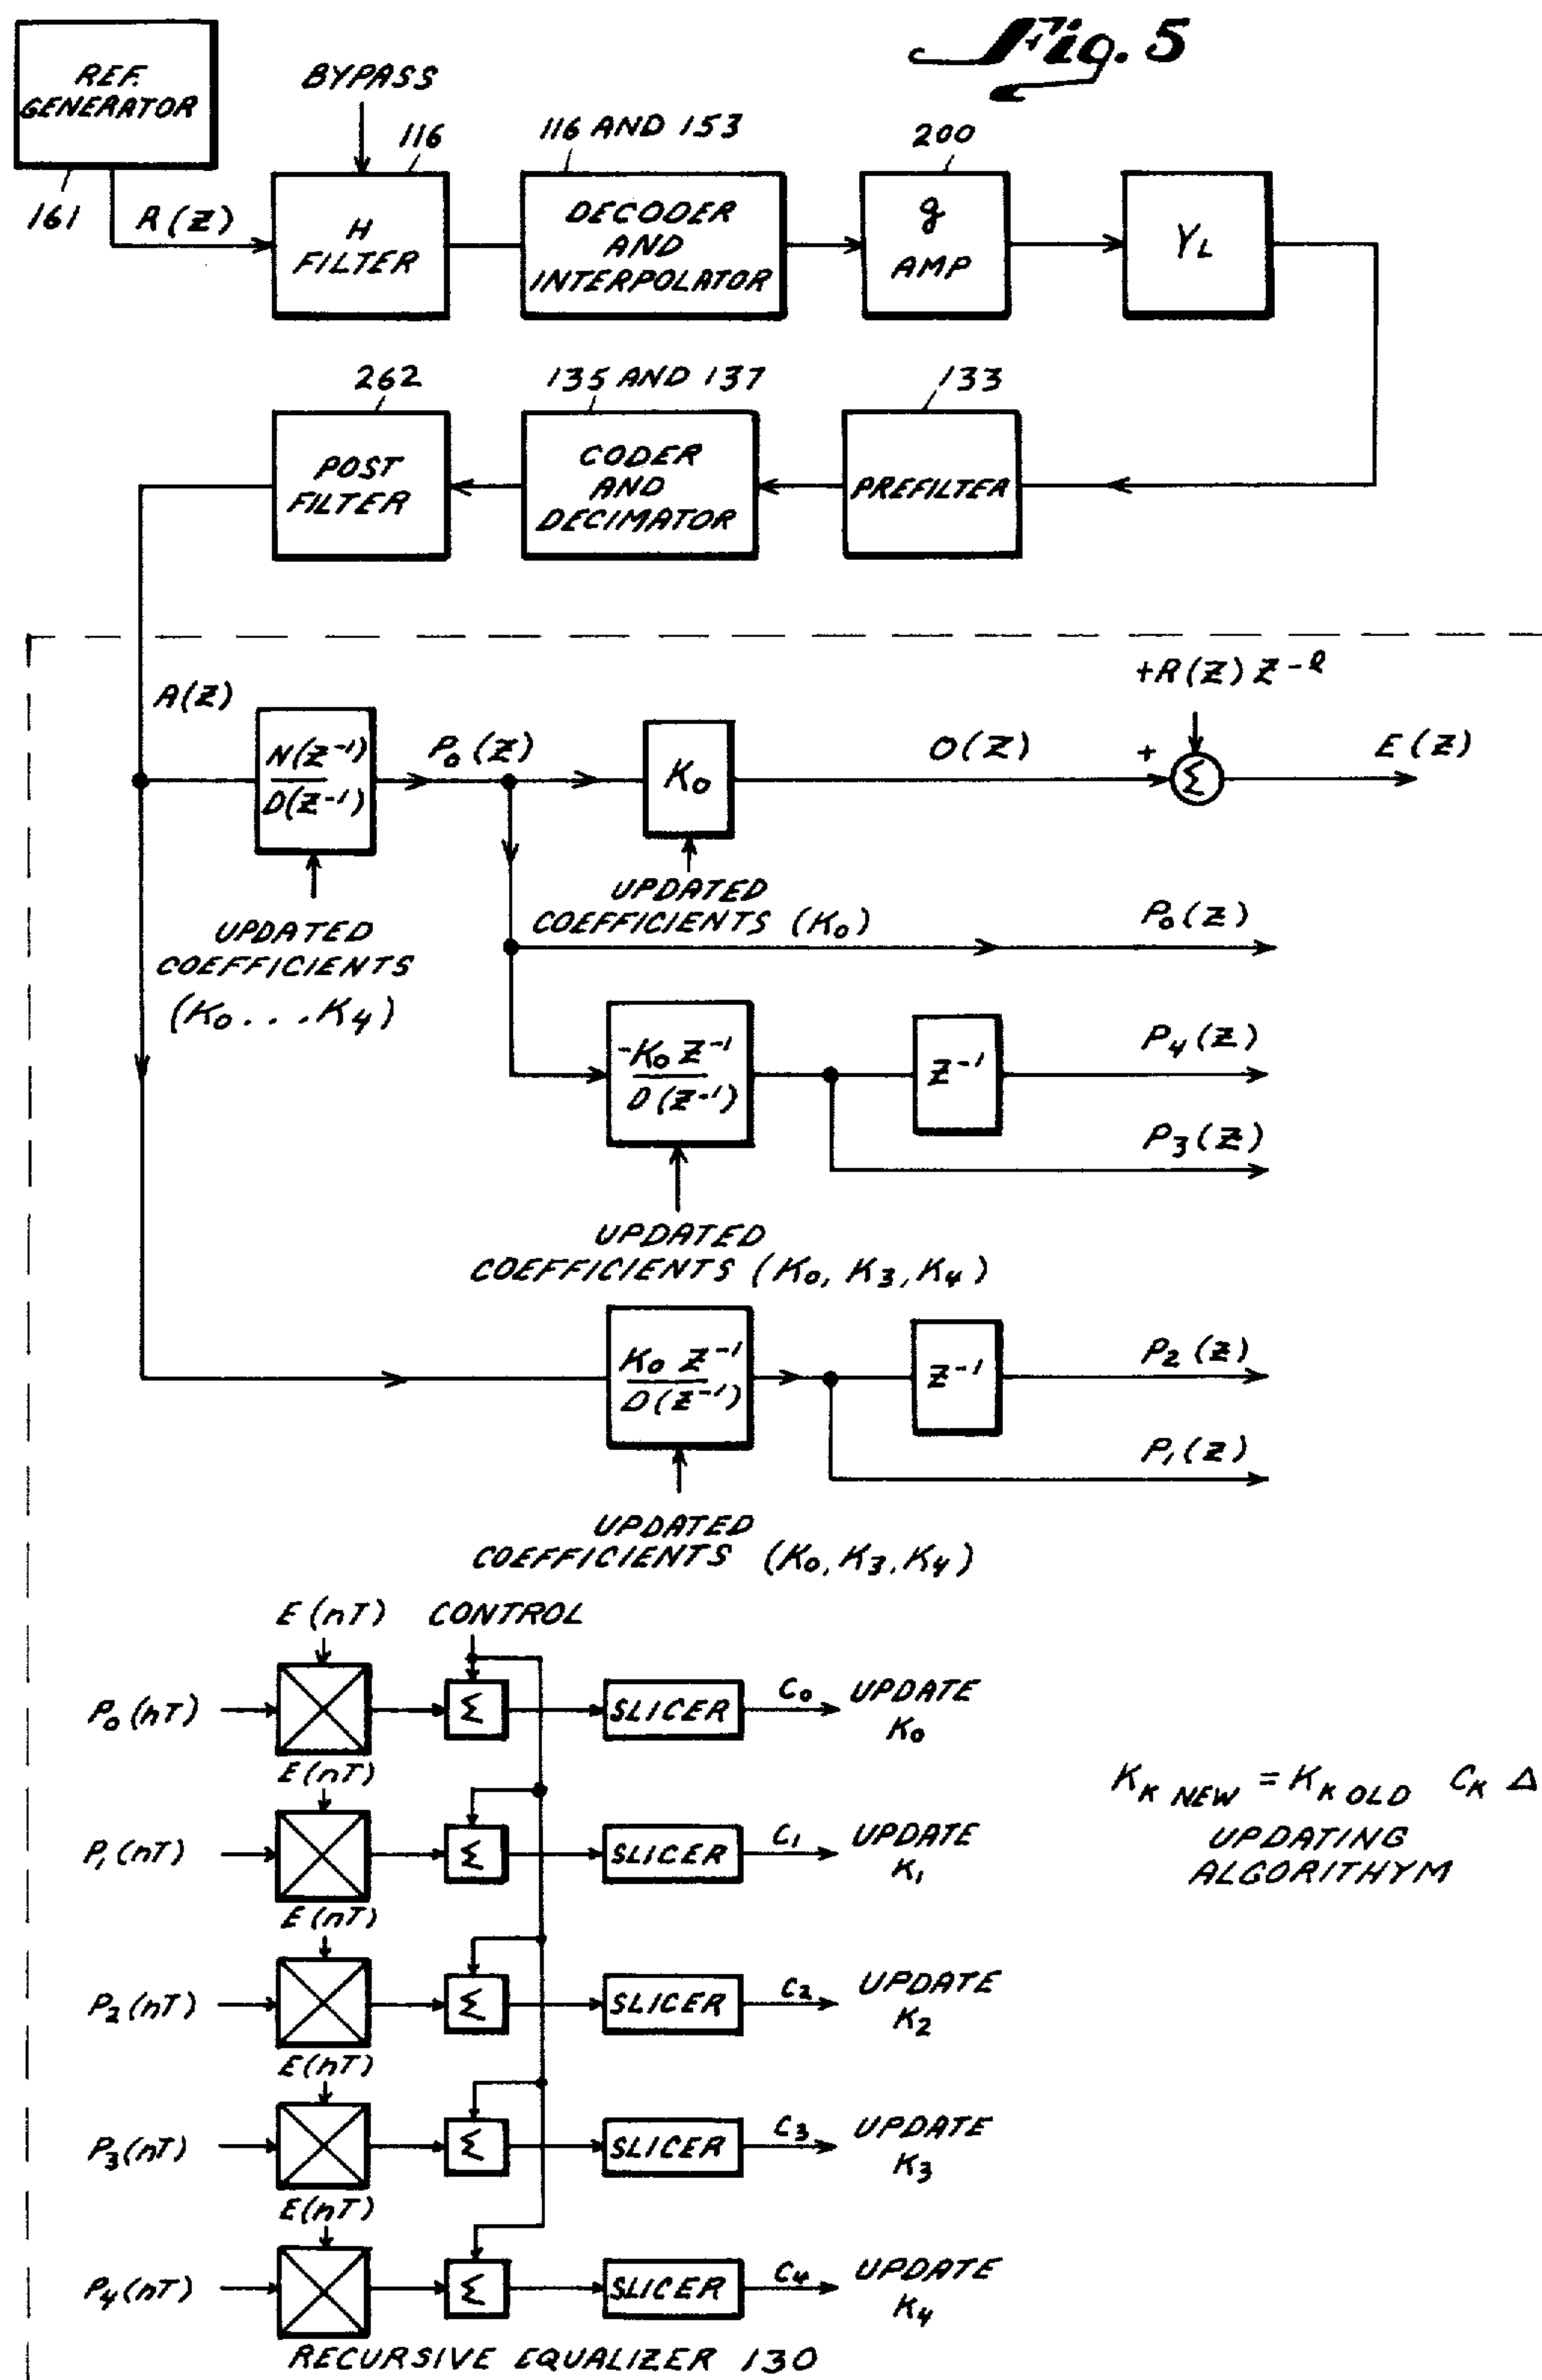 Fig. 5
REF.
GENERATOR
161
R(Z)
BYPASS
116
H
FILTER
116 AND 153
DECODER
AND
INTERPOLATOR
200
g
AMP
YL
262
POST
FILTER
135 AND 137
CODER
AND
DECIMATOR
133
PREFILTER
A(Z)
N(Z⁻¹)
D(Z⁻¹)
UPDATED
COEFFICIENTS
(K₀...K₄)
P₀(Z)
K₀
UPDATED
COEFFICIENTS (K₀)
O(Z)
+R(Z) Z⁻ℓ
+
Σ
E(Z)
P₀(Z)
-K₀ Z⁻¹
D(Z⁻¹)
Z⁻¹
P₄(Z)
P₃(Z)
UPDATED
COEFFICIENTS (K₀, K₃, K₄)
K₀ Z⁻¹
D(Z⁻¹)
Z⁻¹
P₂(Z)
P₁(Z)
UPDATED
COEFFICIENTS (K₀, K₃, K₄)
E(nT) CONTROL
P₀(nT) Σ SLICER C₀ UPDATE
K₀
E(nT)
P₁(nT) Σ SLICER C₁ UPDATE
K₁
E(nT)
P₂(nT) Σ SLICER C₂ UPDATE
K₂
E(nT)
P₃(nT) Σ SLICER C₃ UPDATE
K₃
E(nT)
P₄(nT) Σ SLICER C₄ UPDATE
K₄
K_K NEW = K_K OLD C_K Δ
UPDATING
ALGORITHYM
RECURSIVE EQUALIZER 130